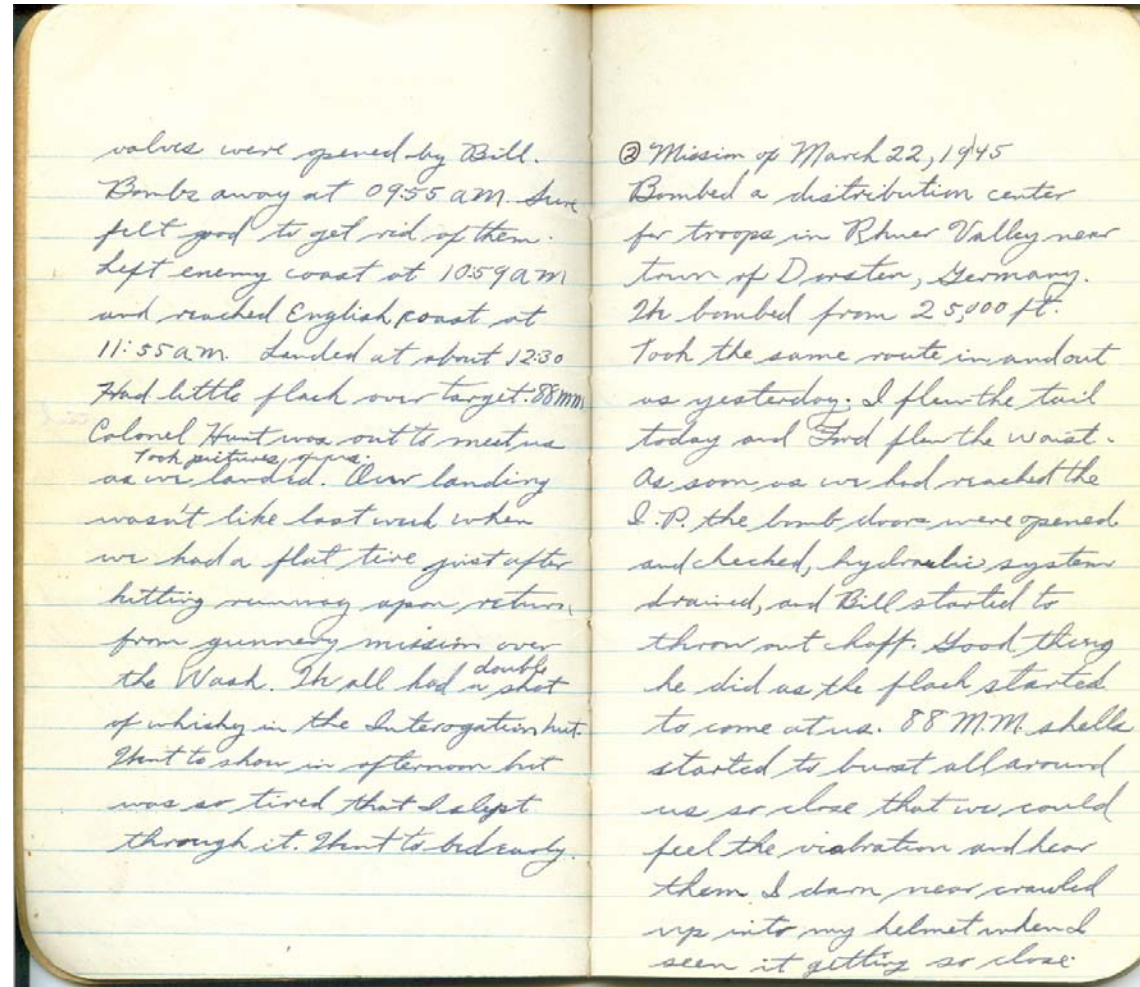 valves were opened by Bill.
Bombs away at 09:55 AM. Sure
felt good to get rid of them.
Left enemy coast at 10:59 AM
and reached English coast at
11:55 am. Landed at about 12:30
Had little flack over target. 88 mm
Colonel Hunt was out to meet us
Took pictures of us.
as we landed. Our landing
wasn't like last week when
we had a flat tire just after
hitting runway upon return
from gunnery mission over
the Wash. We all had a double shot
of whisky in the Interogation hut.
Went to show in afternoon but
was so tired that I slept
through it. Went to bed early.
② Mission of March 22, 1945
Bombed a distribution center
for troops in Rhuer Valley near
town of Dorsten, Germany.
We bombed from 25,000 ft.
Took the same route in and out
as yesterday. I flew the tail
today and Ford flew the waist.
As soon as we had reached the
I.P. the bomb doors were opened
and checked, hydraulic system
drained, and Bill started to
throw out chaff. Good thing
he did as the flack started
to come at us. 88 M.M. shells
started to burst all around
us so close that we could
feel the viabration and hear
them. I darn near crawled
up into my helmet when I
seen it getting so close.